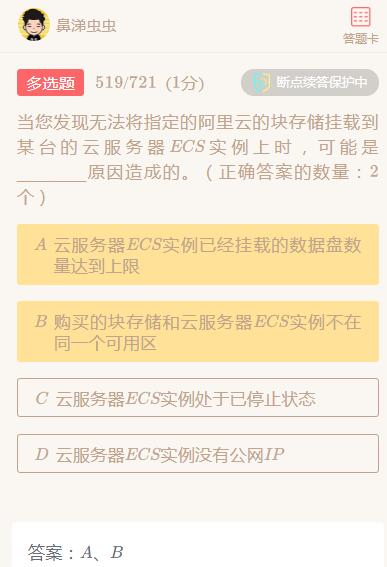 鼻涕虫虫
答题卡
多选题 519/721 (1分) 断点续答保护中
当您发现无法将指定的阿里云的块存储挂载到
某台的云服务器ECS实例上时，可能是
________原因造成的。（正确答案的数量：2
个）
A 云服务器ECS实例已经挂载的数据盘数
量达到上限
B 购买的块存储和云服务器ECS实例不在
同一个可用区
C 云服务器ECS实例处于已停止状态
D 云服务器ECS实例没有公网IP
答案：A、B